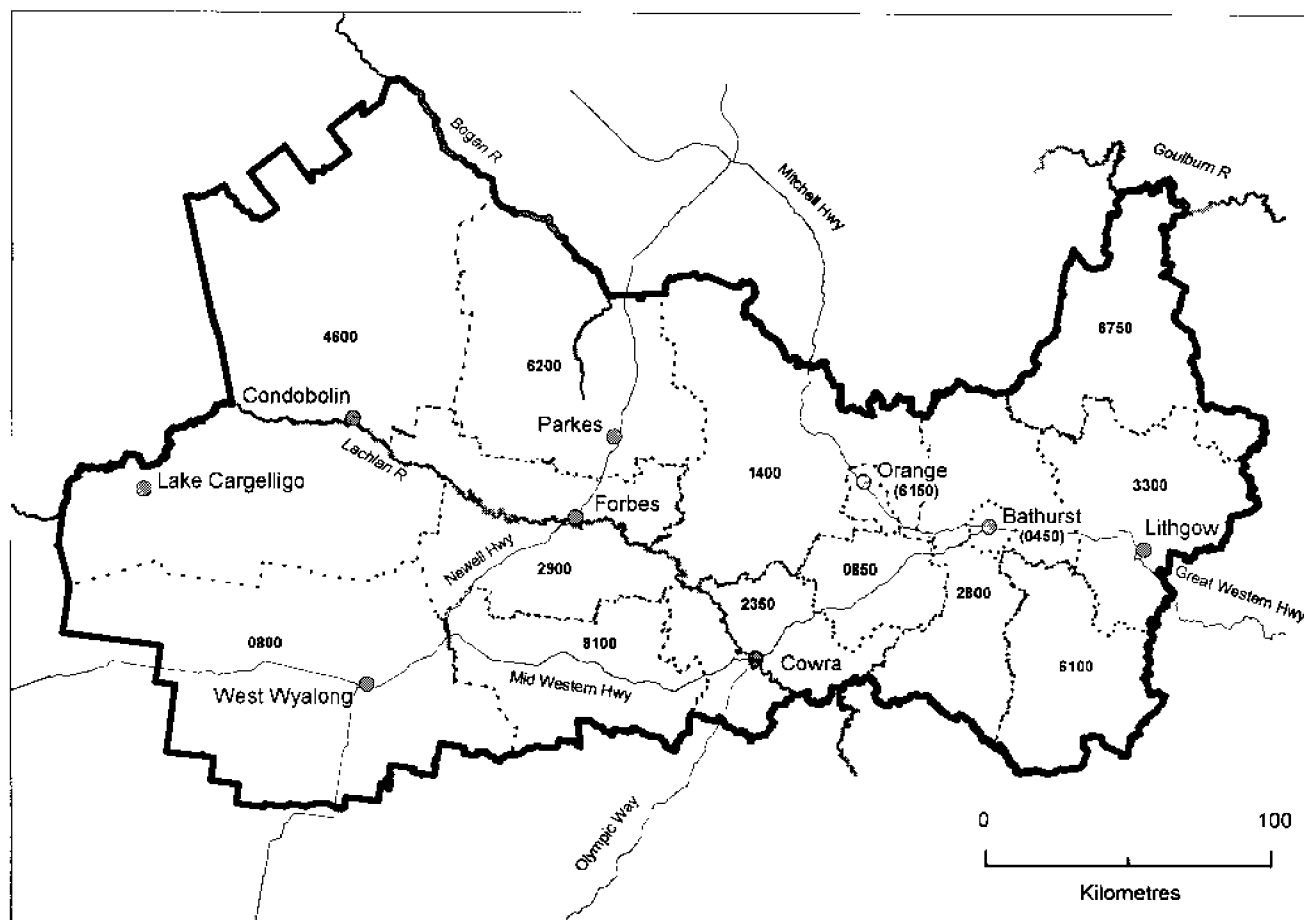 Bogan R
Mitchell Hwy
Goulburn R
6750
4600
6200
Condobolin
Parkes
Lachlan R
Lake Cargelligo
1400
Orange
(6150)
3300
Forbes
Bathurst
(0450)
Lithgow
Newell Hwy
2900
0850
2800
Great Western Hwy
2350
0800
8100
Cowra
6100
West Wyalong
Mid Western Hwy
Olympic Way
0
100
Kilometres